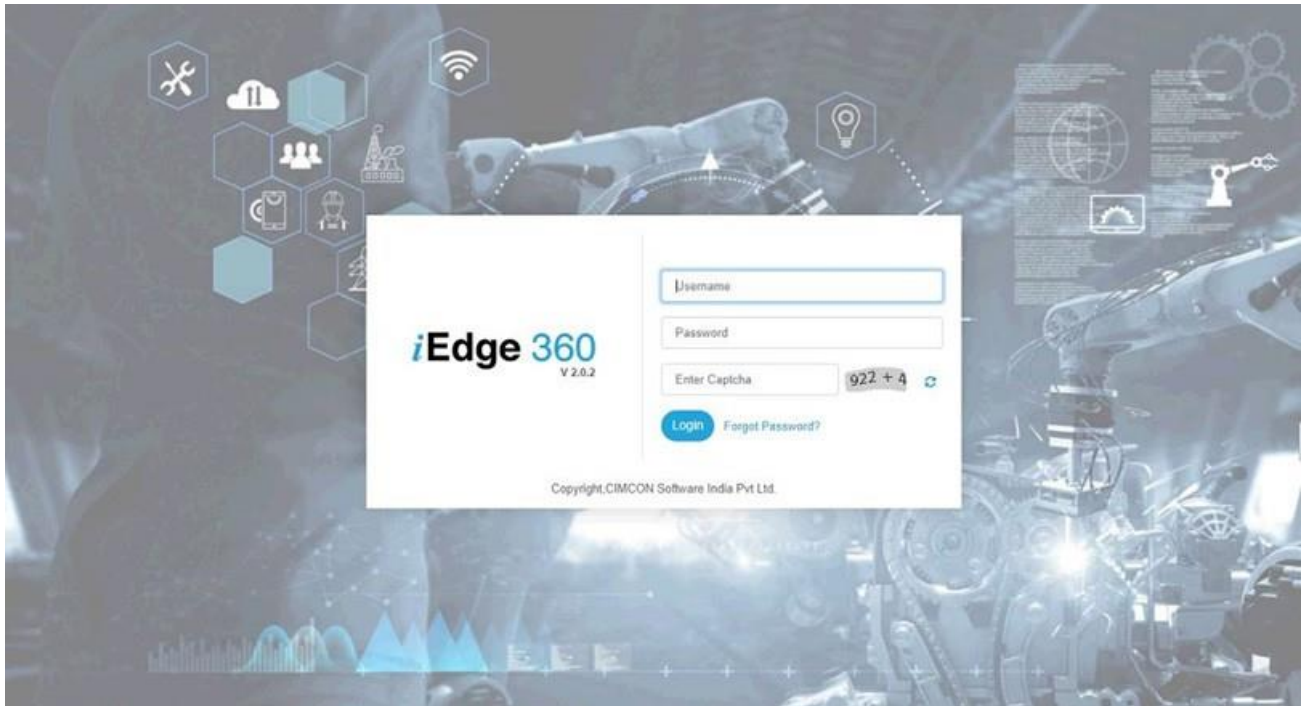 iEdge 360
V 2.0.2
Username
Password
Enter Captcha
922 + 4
Login Forgot Password?
Copyright,CIMCON Software India Pvt Ltd.